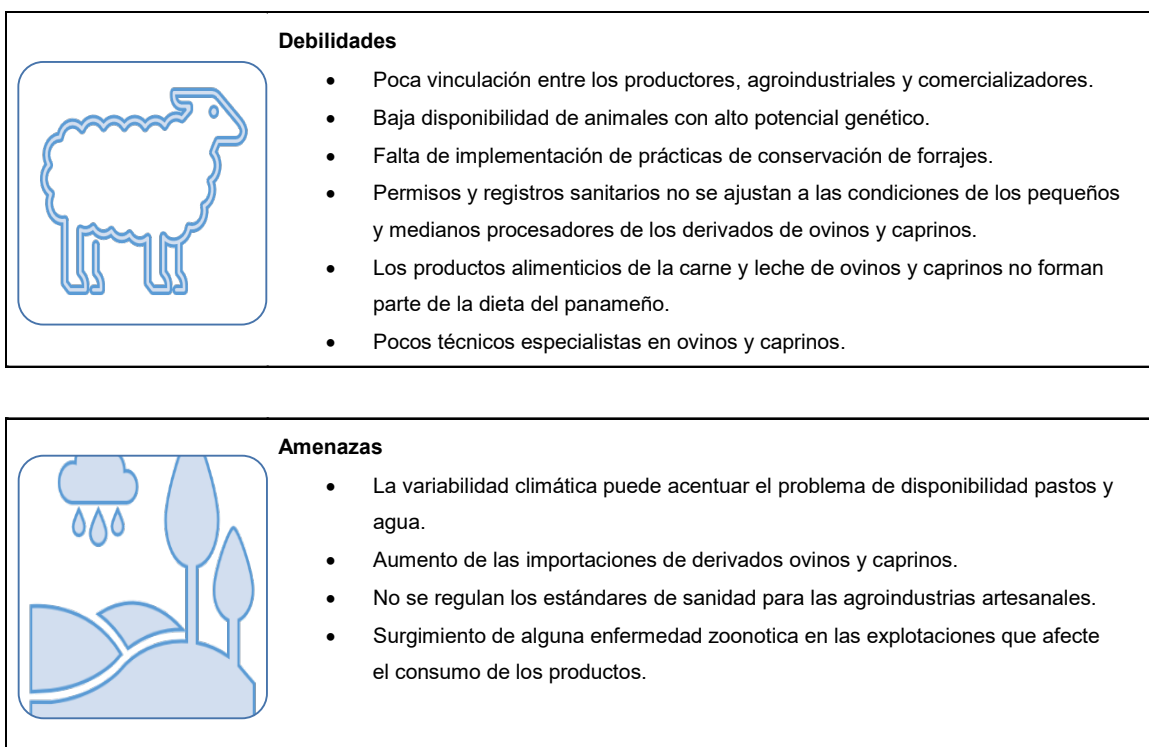 Debilidades
• Poca vinculación entre los productores, agroindustriales y comercializadores.
• Baja disponibilidad de animales con alto potencial genético.
• Falta de implementación de prácticas de conservación de forrajes.
• Permisos y registros sanitarios no se ajustan a las condiciones de los pequeños
y medianos procesadores de los derivados de ovinos y caprinos.
• Los productos alimenticios de la carne y leche de ovinos y caprinos no forman
parte de la dieta del panameño.
• Pocos técnicos especialistas en ovinos y caprinos.
Amenazas
• La variabilidad climática puede acentuar el problema de disponibilidad pastos y
agua.
• Aumento de las importaciones de derivados ovinos y caprinos.
• No se regulan los estándares de sanidad para las agroindustrias artesanales.
• Surgimiento de alguna enfermedad zoonotica en las explotaciones que afecte
el consumo de los productos.